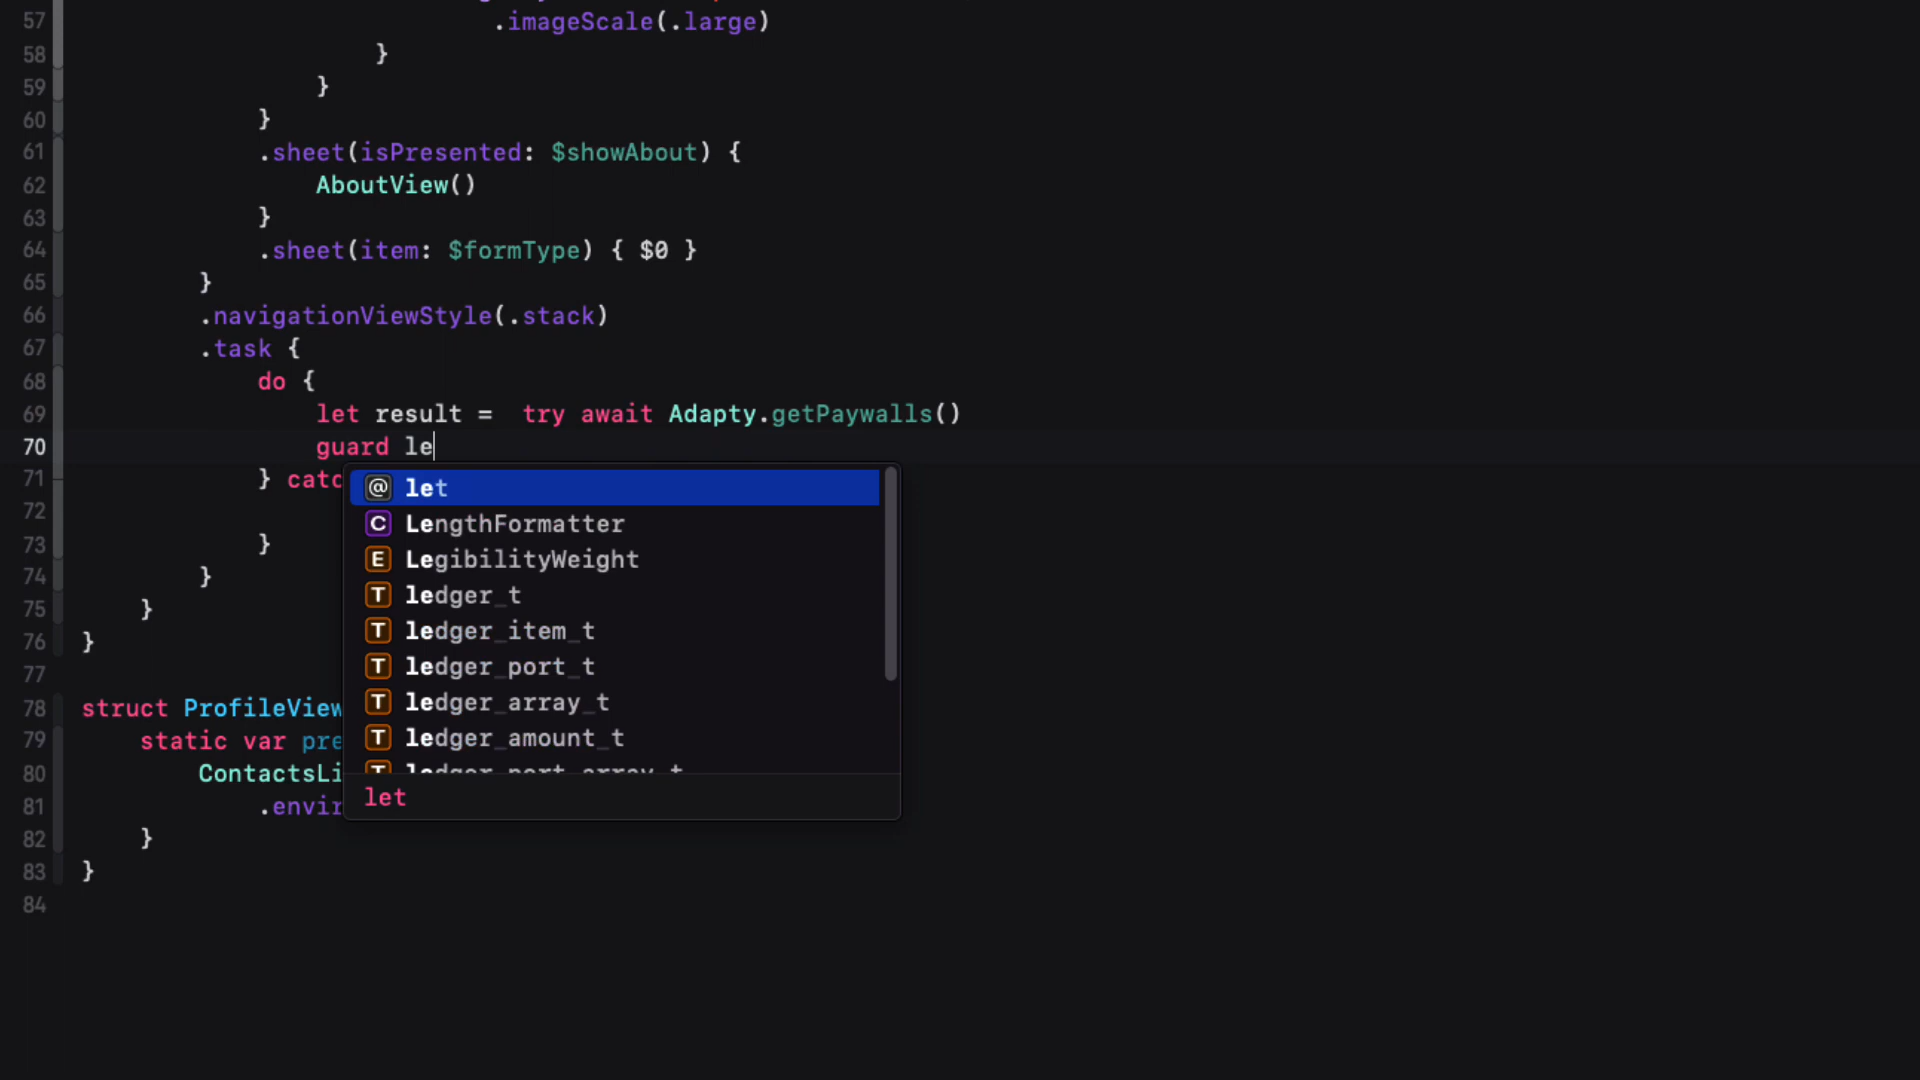 57 .imageScale(.large)
58 }
59 }
60 }
61 .sheet(isPresented: $showAbout) {
62 AboutView()
63 }
64 .sheet(item: $formType) { $0 }
65 }
66 .navigationViewStyle(.stack)
67 .task {
68 do {
69 let result =  try await Adapty.getPaywalls()
70 guard le
@ let
71 } catc
C LengthFormatter
72
E LegibilityWeight
73 }
74 }
T ledger_t
75 }
T ledger_item_t
76 }
T ledger_port_t
77
78 struct ProfileView
T ledger_array_t
79 static var pre
T ledger_amount_t
80 ContactsLi
T ledger_port_array_t
81 .envir
let
82 }
83 }
84